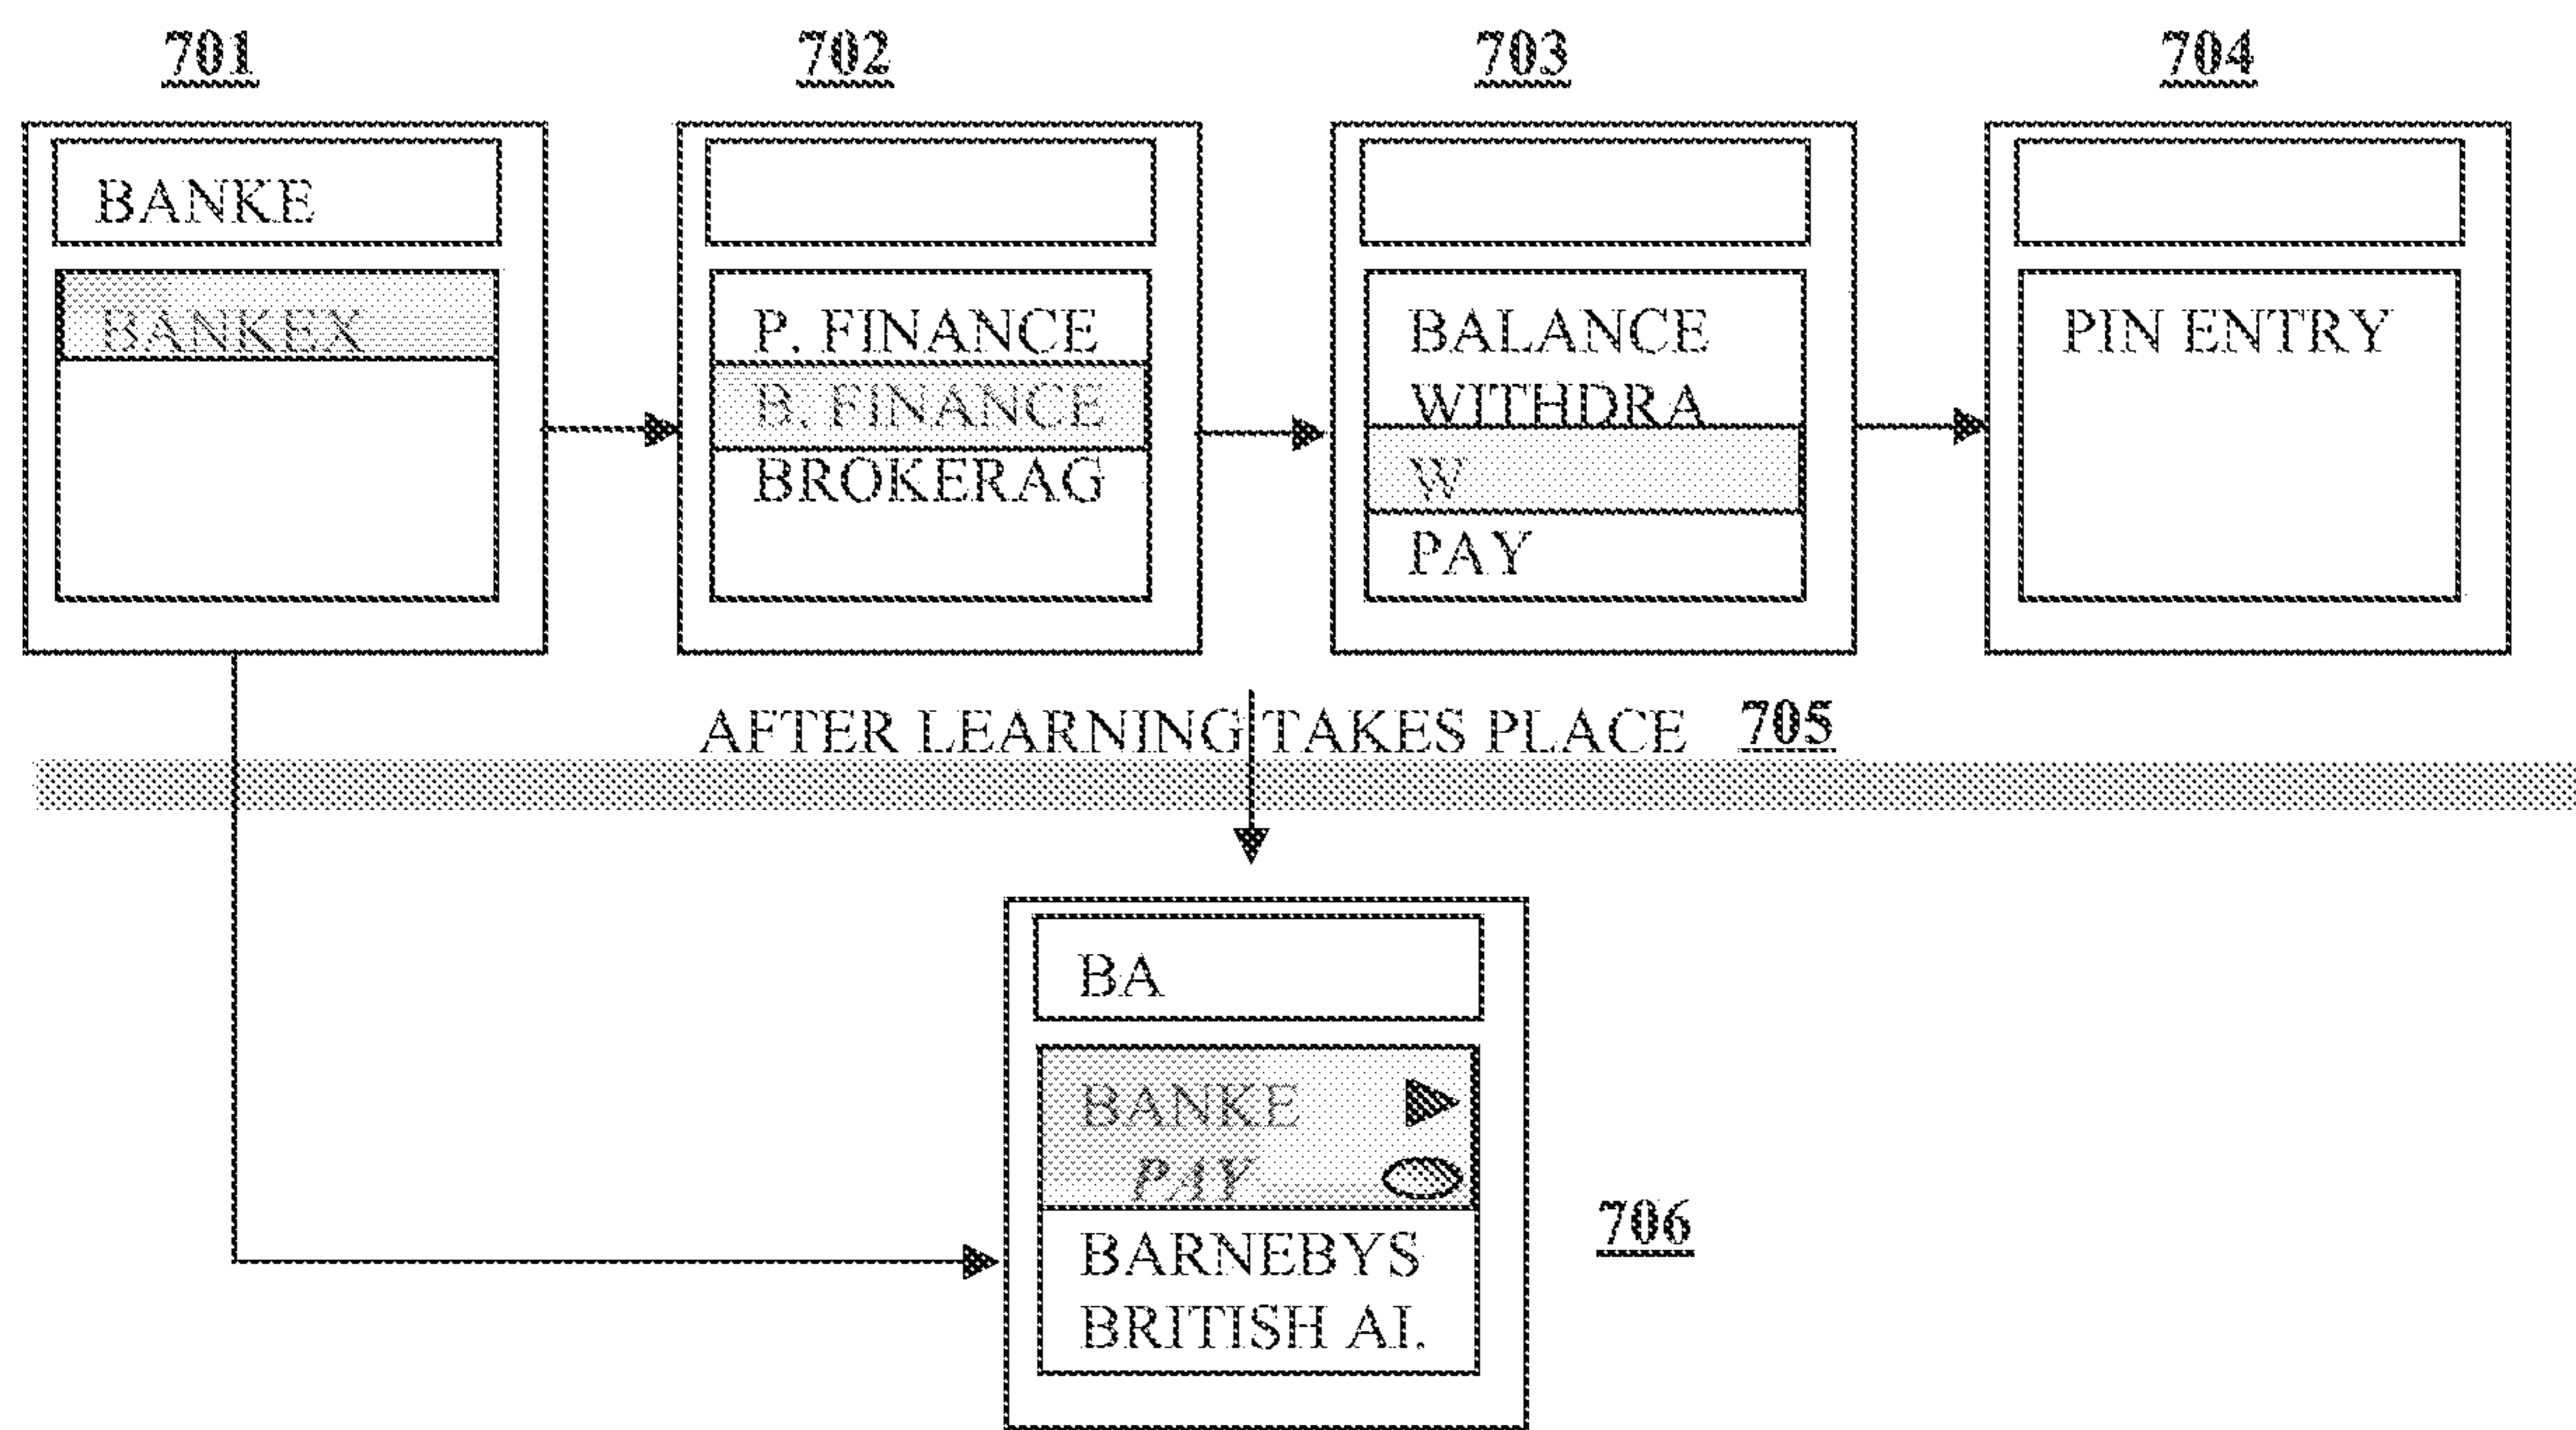 701
702
703
704
BANKE
BANKEX
P. FINANCE
B. FINANCE
BROKERAG
BALANCE
WITHDRA
W
PAY
PIN ENTRY
AFTER LEARNING TAKES PLACE 705
BA
BANKE
PAY
BARNEBYS
BRITISH AI.
706